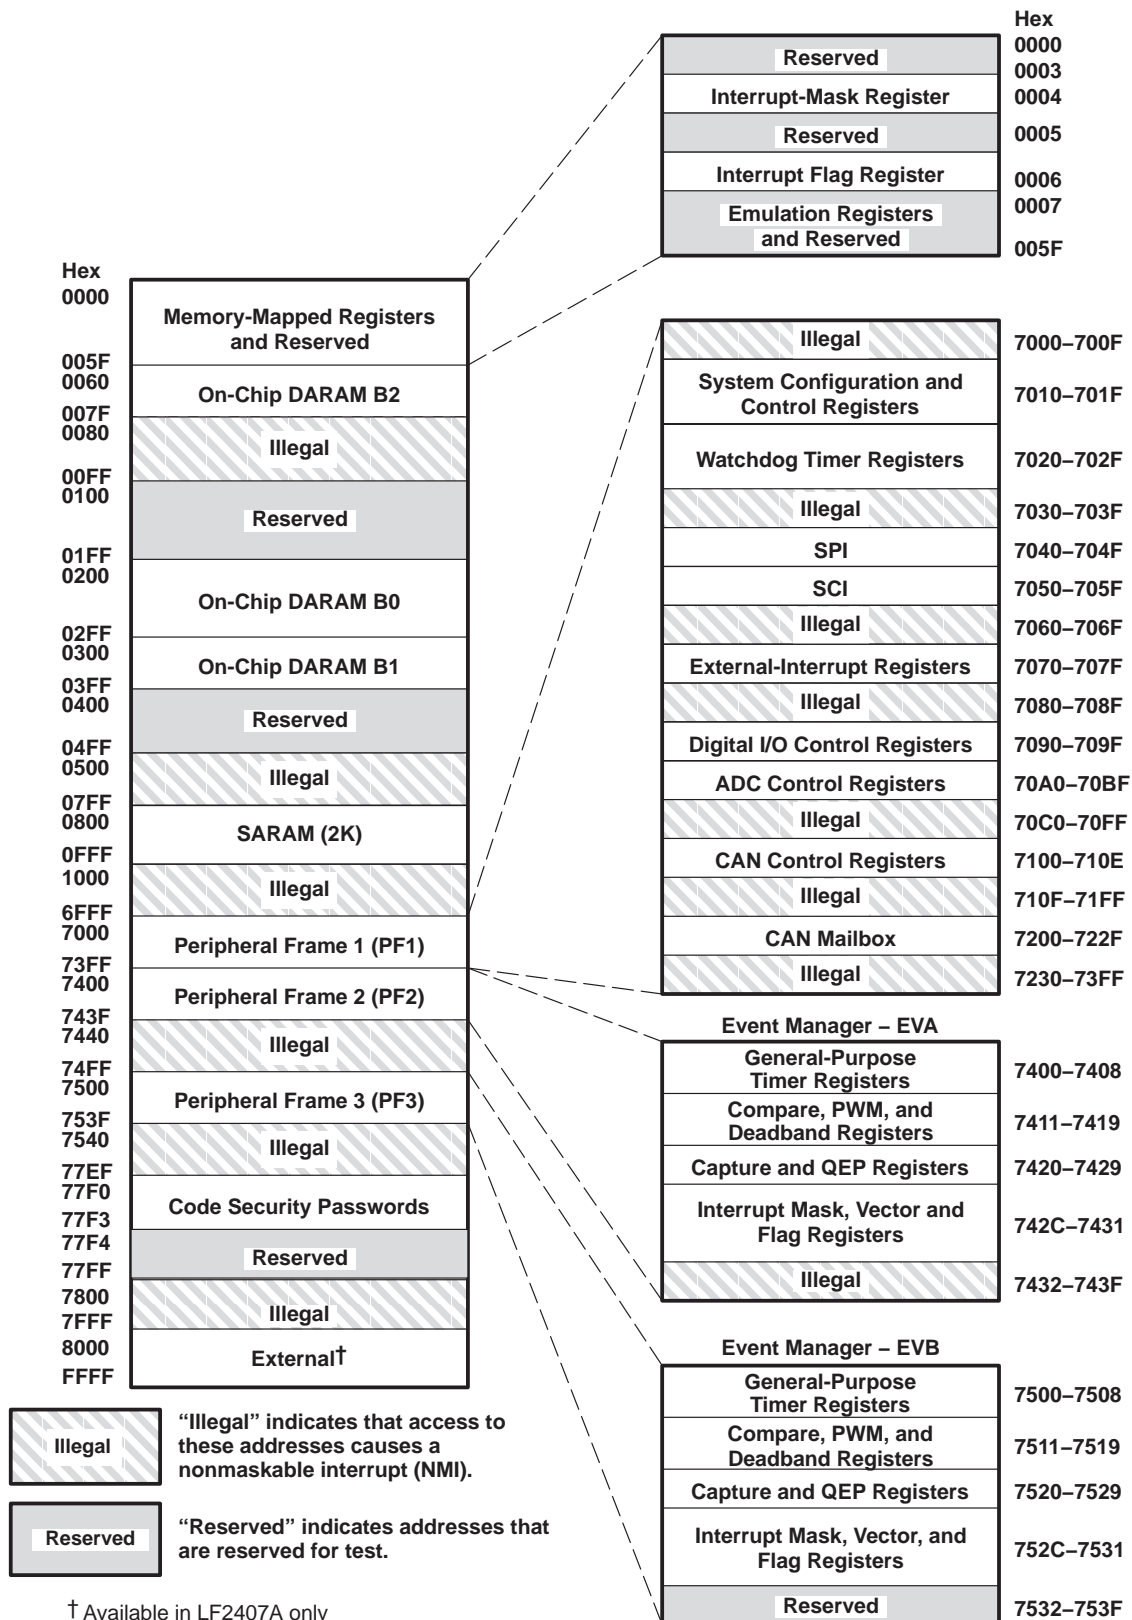 Hex
0000
Memory-Mapped Registers
and Reserved
005F
0060
On-Chip DARAM B2
007F
0080
Illegal
00FF
0100
Reserved
01FF
0200
On-Chip DARAM B0
02FF
0300
On-Chip DARAM B1
03FF
0400
Reserved
04FF
0500
Illegal
07FF
0800
SARAM (2K)
0FFF
1000
Illegal
6FFF
7000
Peripheral Frame 1 (PF1)
73FF
7400
Peripheral Frame 2 (PF2)
743F
7440
Illegal
74FF
7500
Peripheral Frame 3 (PF3)
753F
7540
Illegal
77EF
77F0
Code Security Passwords
77F3
77F4
Reserved
77FF
7800
Illegal
7FFF
8000
External†
FFFF
Hex
0000
Reserved
0003
Interrupt-Mask Register 0004
Reserved 0005
Interrupt Flag Register 0006
0007
Emulation Registers
and Reserved
005F
Illegal 7000–700F
System Configuration and
Control Registers 7010–701F
Watchdog Timer Registers 7020–702F
Illegal 7030–703F
SPI 7040–704F
SCI 7050–705F
Illegal 7060–706F
External-Interrupt Registers 7070–707F
Illegal 7080–708F
Digital I/O Control Registers 7090–709F
ADC Control Registers 70A0–70BF
Illegal 70C0–70FF
CAN Control Registers 7100–710E
Illegal 710F–71FF
CAN Mailbox 7200–722F
Illegal 7230–73FF
Event Manager – EVA
General-Purpose
Timer Registers 7400–7408
Compare, PWM, and
Deadband Registers 7411–7419
Capture and QEP Registers 7420–7429
Interrupt Mask, Vector and
Flag Registers 742C–7431
Illegal 7432–743F
Event Manager – EVB
General-Purpose
Timer Registers 7500–7508
Compare, PWM, and
Deadband Registers 7511–7519
Capture and QEP Registers 7520–7529
Interrupt Mask, Vector, and
Flag Registers 752C–7531
Reserved 7532–753F
Illegal
“Illegal” indicates that access to
these addresses causes a
nonmaskable interrupt (NMI).
Reserved
“Reserved” indicates addresses that
are reserved for test.
† Available in LF2407A only